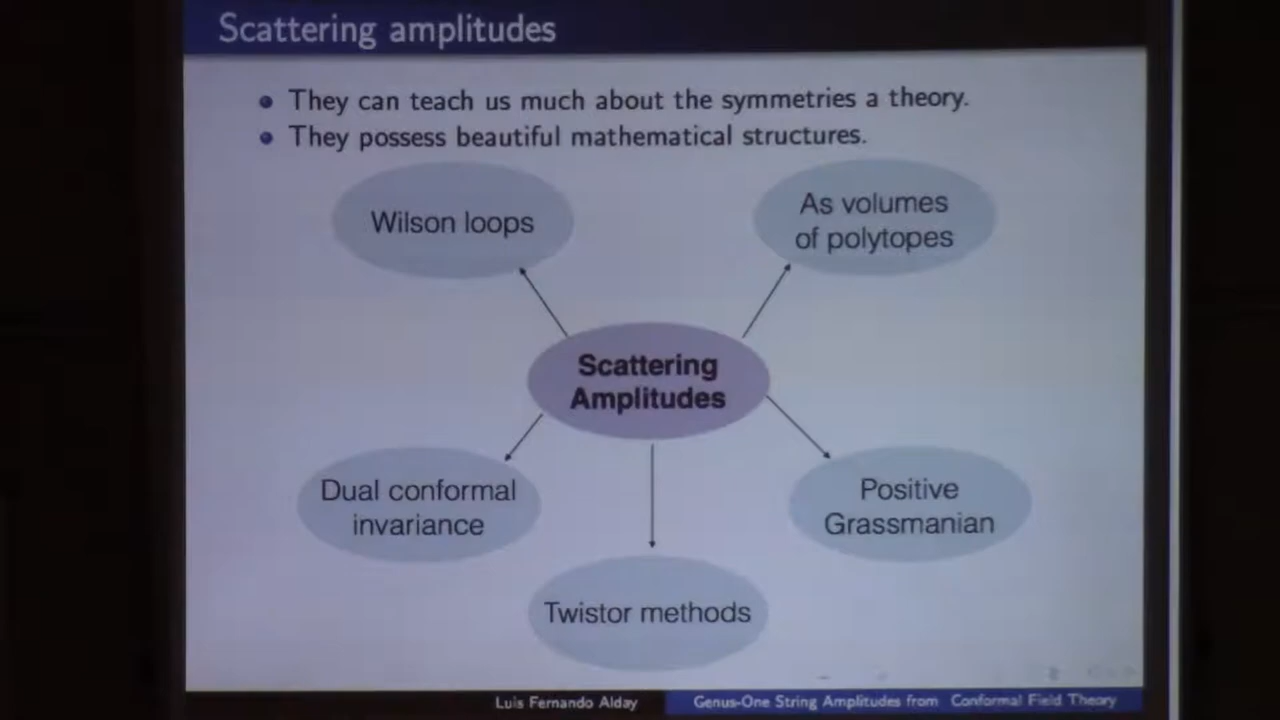 Scattering amplitudes
They can teach us much about the symmetries a theory.
They possess beautiful mathematical structures.
Wilson loops
As volumes
of polytopes
Scattering
Amplitudes
Dual conformal
invariance
Positive
Grassmanian
Twistor methods
Luis Fernando Alday
Genus-One String Amplitudes from Conformal Field Theory